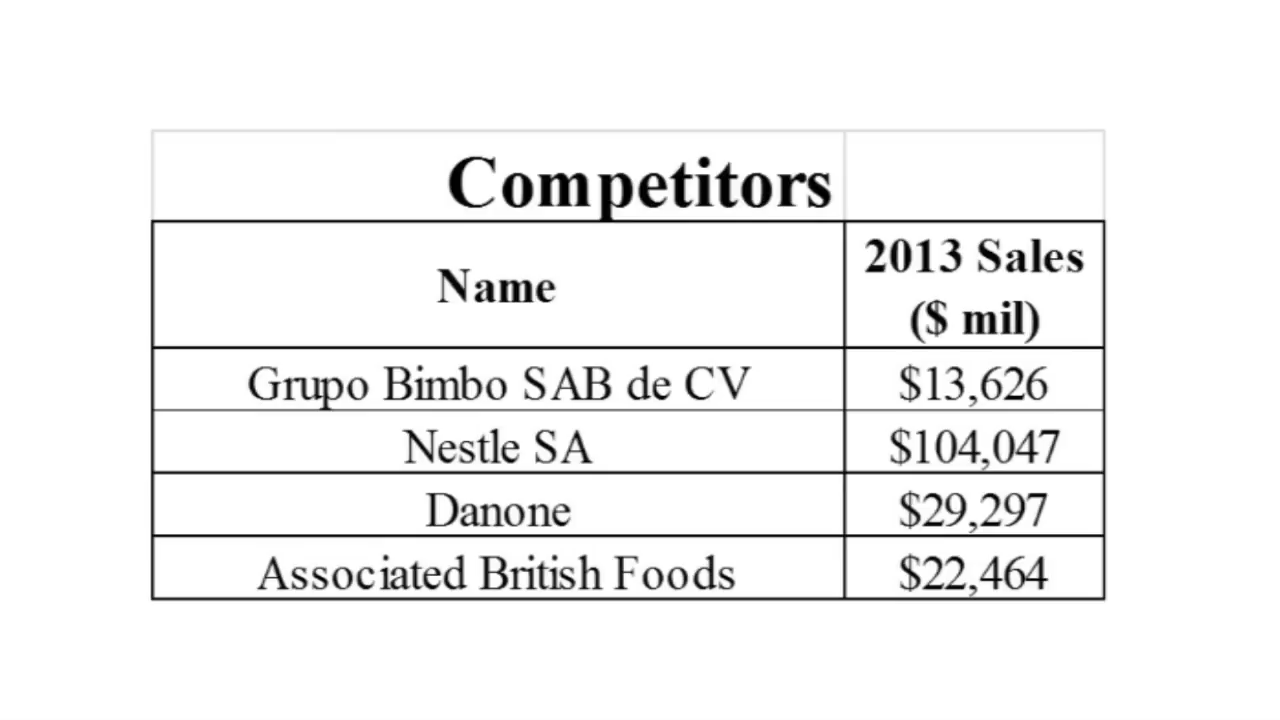 Competitors
Name
2013 Sales
($ mil)
Grupo Bimbo SAB de CV $13,626
Nestle SA $104,047
Danone $29,297
Associated British Foods $22,464